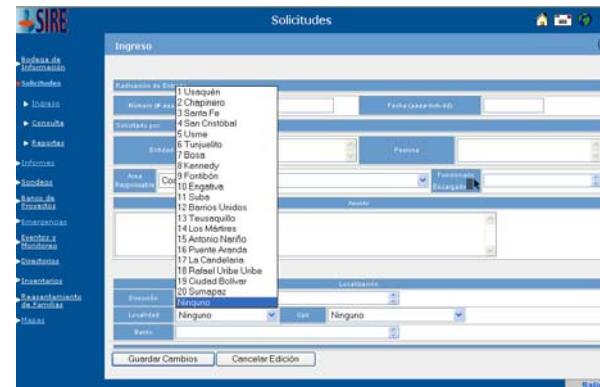 SIRE
Solicitudes
Ingreso
Bodega de
Información
Solicitudes
Ingreso
Consulta
Reportes
Informes
Sondeos
Banco de
Proyectos
Emergencias
Eventos y
Monitoreo
Directorios
Inventarios
Reasentamiento
de Familias
Mapas
Radicación de
Número
Fecha (aaaa-mm-dd)
Solicitado por
Entidad
Persona
Area
Responsable
Funcionario
Encargado
Asunto
1 Usaquén
2 Chapinero
3 Santa Fe
4 San Cristóbal
5 Usme
6 Tunjuelito
7 Bosa
8 Kennedy
9 Fontibón
10 Engativa
11 Suba
12 Barrios Unidos
13 Teusaquillo
14 Los Mártires
15 Antonio Nariño
16 Puente Aranda
17 La Candelaria
18 Rafael Uribe Uribe
19 Ciudad Bolívar
20 Sumapaz
Ninguno
Localización
Dirección
Localidad
Ninguno
Upz
Ninguno
Barrio
Guardar Cambios
Cancelar Edición